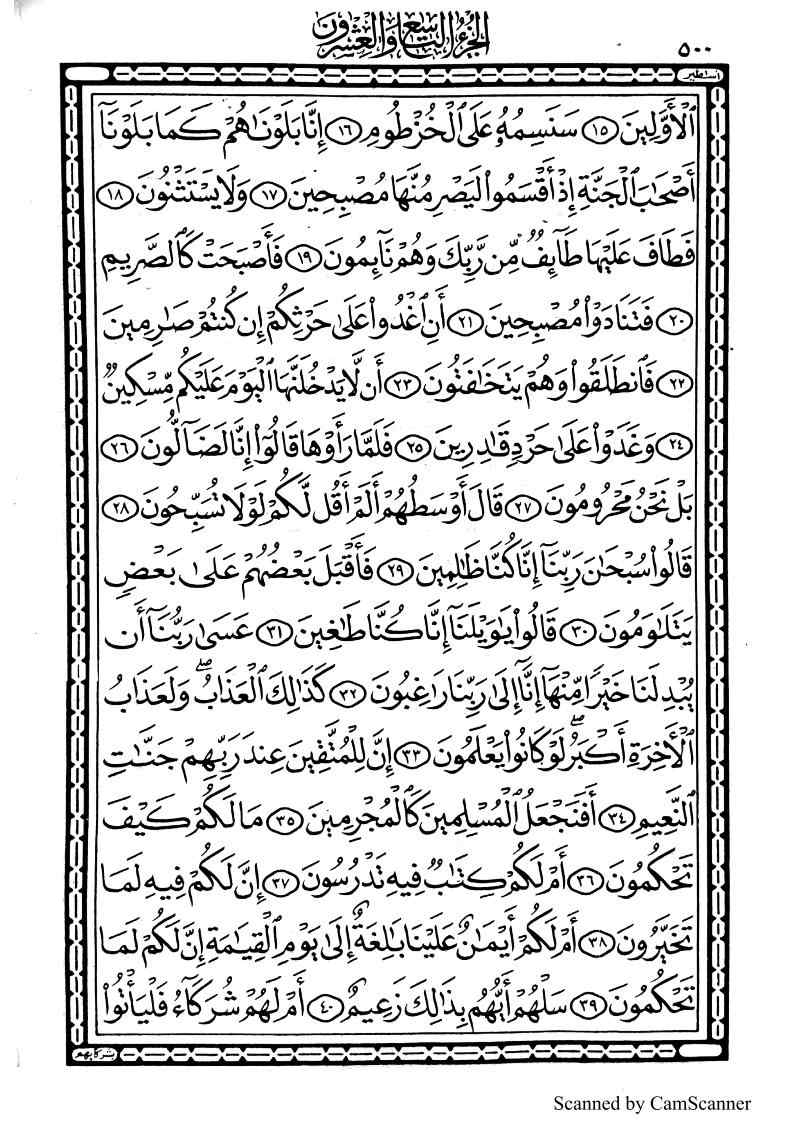 الجزء التاسع والعشرون
٥٠٠
أسٰطير
ٱلْأَوَّلِينَ ١٥ سَنَسِمُهُۥ عَلَى ٱلْخُرْطُومِ ١٦ إِنَّا بَلَوْنَـٰهُمْ كَمَا بَلَوْنَآ
أَصْحَـٰبَ ٱلْجَنَّةِ إِذْ أَقْسَمُوا۟ لَيَصْرِمُنَّهَا مُصْبِحِينَ ١٧ وَلَا يَسْتَثْنُونَ ١٨
فَطَافَ عَلَيْهَا طَآئِفٌ مِّن رَّبِّكَ وَهُمْ نَآئِمُونَ ١٩ فَأَصْبَحَتْ كَٱلصَّرِيمِ
٢٠ فَتَنَادَوْا۟ مُصْبِحِينَ ٢١ أَنِ ٱغْدُوا۟ عَلَىٰ حَرْثِكُمْ إِن كُنتُمْ صَـٰرِمِينَ
٢٢ فَٱنطَلَقُوا۟ وَهُمْ يَتَخَـٰفَتُونَ ٢٣ أَن لَّا يَدْخُلَنَّهَا ٱلْيَوْمَ عَلَيْكُم مِّسْكِينٌ
٢٤ وَغَدَوْا۟ عَلَىٰ حَرْدٍ قَـٰدِرِينَ ٢٥ فَلَمَّا رَأَوْهَا قَالُوٓا۟ إِنَّا لَضَآلُّونَ ٢٦
بَلْ نَحْنُ مَحْرُومُونَ ٢٧ قَالَ أَوْسَطُهُمْ أَلَمْ أَقُل لَّكُمْ لَوْلَا تُسَبِّحُونَ ٢٨
قَالُوا۟ سُبْحَـٰنَ رَبِّنَآ إِنَّا كُنَّا ظَـٰلِمِينَ ٢٩ فَأَقْبَلَ بَعْضُهُمْ عَلَىٰ بَعْضٍ
يَتَلَـٰوَمُونَ ٣٠ قَالُوا۟ يَـٰوَيْلَنَآ إِنَّا كُنَّا طَـٰغِينَ ٣١ عَسَىٰ رَبُّنَآ أَن
يُبْدِلَنَا خَيْرًا مِّنْهَآ إِنَّآ إِلَىٰ رَبِّنَا رَٰغِبُونَ ٣٢ كَذَٰلِكَ ٱلْعَذَابُ ۖ وَلَعَذَابُ
ٱلْـَٔاخِرَةِ أَكْبَرُ ۚ لَوْ كَانُوا۟ يَعْلَمُونَ ٣٣ إِنَّ لِلْمُتَّقِينَ عِندَ رَبِّهِمْ جَنَّـٰتِ
ٱلنَّعِيمِ ٣٤ أَفَنَجْعَلُ ٱلْمُسْلِمِينَ كَٱلْمُجْرِمِينَ ٣٥ مَا لَكُمْ كَيْفَ
تَحْكُمُونَ ٣٦ أَمْ لَكُمْ كِتَـٰبٌ فِيهِ تَدْرُسُونَ ٣٧ إِنَّ لَكُمْ فِيهِ لَمَا
تَخَيَّرُونَ ٣٨ أَمْ لَكُمْ أَيْمَـٰنٌ عَلَيْنَا بَـٰلِغَةٌ إِلَىٰ يَوْمِ ٱلْقِيَـٰمَةِ إِنَّ لَكُمْ لَمَا
تَحْكُمُونَ ٣٩ سَلْهُمْ أَيُّهُم بِذَٰلِكَ زَعِيمٌ ٤٠ أَمْ لَهُمْ شُرَكَآءُ فَلْيَأْتُوا۟
بشركائهم
Scanned by CamScanner